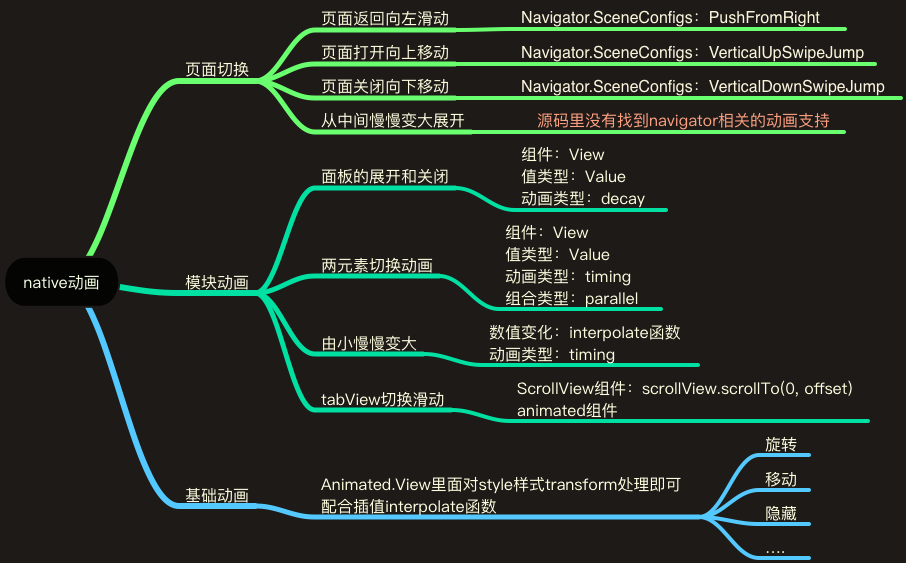 native动画
页面切换
页面返回向左滑动
Navigator.SceneConfigs：PushFromRight
页面打开向上移动
Navigator.SceneConfigs：VerticalUpSwipeJump
页面关闭向下移动
Navigator.SceneConfigs：VerticalDownSwipeJump
从中间慢慢变大展开
源码里没有找到navigator相关的动画支持
模块动画
面板的展开和关闭
组件：View
值类型：Value
动画类型：decay
两元素切换动画
组件：View
值类型：Value
动画类型：timing
组合类型：parallel
由小慢慢变大
数值变化：interpolate函数
动画类型：timing
tabView切换滑动
ScrollView组件：scrollView.scrollTo(0, offset)
animated组件
基础动画
Animated.View里面对style样式transform处理即可
配合插值interpolate函数
旋转
移动
隐藏
....